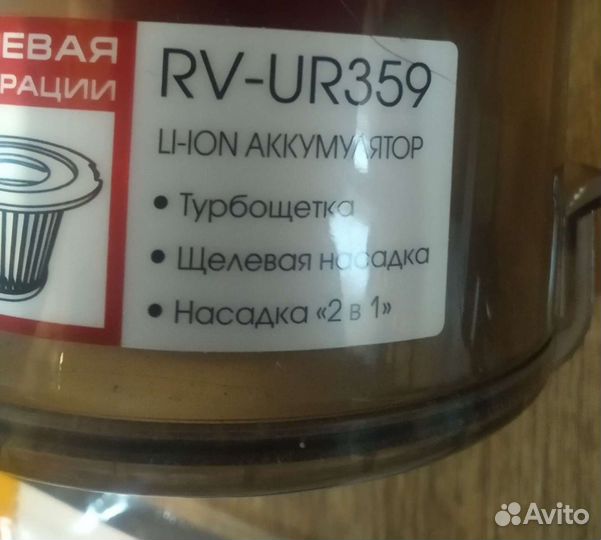 ЕВАЯ
РАЦИИ
RV-UR359
LI-ION АККУМУЛЯТОР
• Турбощетка
• Щелевая насадка
• Насадка «2 в 1»
Avito